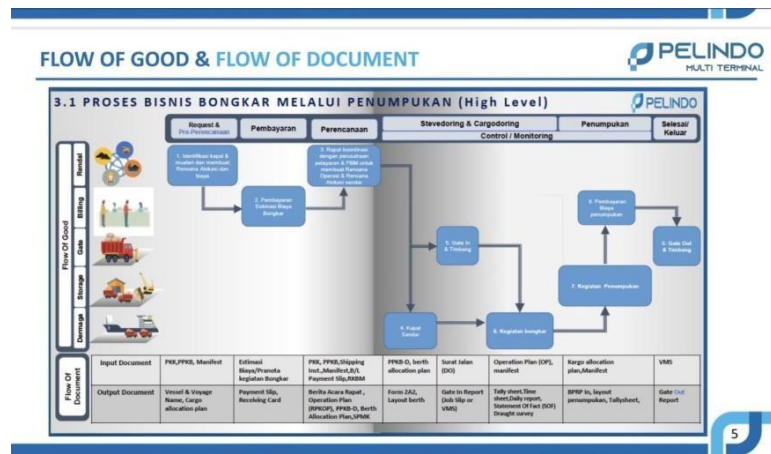 FLOW OF GOOD & FLOW OF DOCUMENT
PELINDO
MULTI TERMINAL
3.1 PROSES BISNIS BONGKAR MELALUI PENUMPUKAN (High Level)
PELINDO
Request &
Pre-Perencanaan
Pembayaran
Perencanaan
Stevedoring & Cargodoring
Control / Monitoring
Penumpukan
Selesai/
Keluar
Flow Of Good
Rendal
Billing
Gate
Storage
Dermaga
1. Identifikasi kapal &
muatan dan membuat
Rencana Alokasi dan
biaya
2. Pembayaran
Estimasi Biaya
Bongkar
3. Rapat koordinasi
dengan perusahaan
pelayaran & PBM untuk
membuat Rencana
Operasi & Rencana
Alokasi sandar
4. Kapal
Sandar
5. Gate In
& Timbang
6. Kegiatan bongkar
7. Kegiatan Penumpukan
8. Pembayaran
Biaya
penumpukan
Gate Out
& Timbang
Flow Of
Document
Input Document
PKK,PPKB, Manifest
Estimasi
Biaya/Pranota
kegiatan Bongkar
PKK, PPKB,Shipping
Inst.,Manifest,B/L
Payment Slip,RKBM
PPKB-D, berth
allocation plan
Surat Jalan
(DO)
Operation Plan (OP),
manifest
Kargo allocation
plan,Manifest
VMS
Output Document
Vessel & Voyage
Name, Cargo
allocation plan
Payment Slip,
Receiving Card
Berita Acara Rapat ,
Operation Plan
(RPKOP), PPKB-D, Berth
Allocation Plan,SPMK
Form 2A2,
Layout berth
Gate In Report
(Job Slip or
VMS)
Tally sheet,Time
sheet,Daily report,
Statement Of Fact (SOF)
Draught survey
BPRP In, layout
penumpukan, Tallysheet,
Gate Out
Report
5